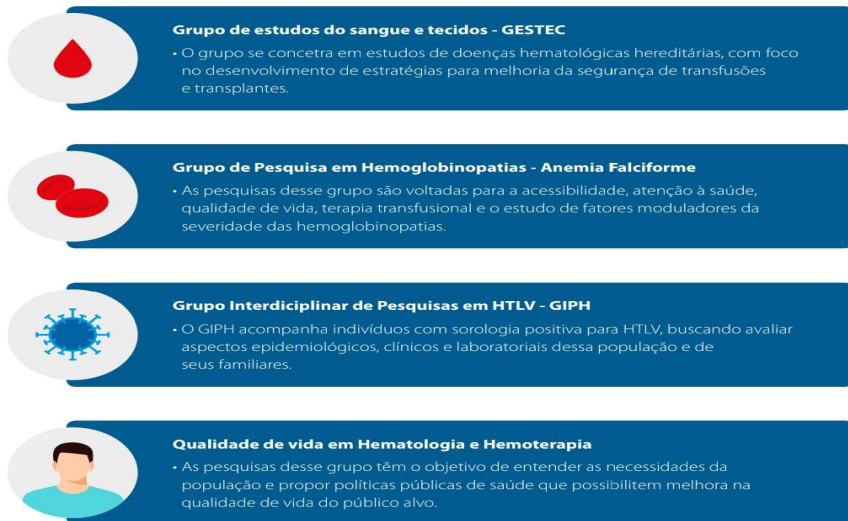 Grupo de estudos do sangue e tecidos - GESTEC
• O grupo se concetra em estudos de doenças hematológicas hereditárias, com foco
no desenvolvimento de estratégias para melhoria da segurança de transfusões
e transplantes.
Grupo de Pesquisa em Hemoglobinopatias - Anemia Falciforme
• As pesquisas desse grupo são voltadas para a acessibilidade, atenção à saúde,
qualidade de vida, terapia transfusional e o estudo de fatores moduladores da
severidade das hemoglobinopatias.
Grupo Interdiciplinar de Pesquisas em HTLV - GIPH
• O GIPH acompanha indivíduos com sorologia positiva para HTLV, buscando avaliar
aspectos epidemiológicos, clínicos e laboratoriais dessa população e de
seus familiares.
Qualidade de vida em Hematologia e Hemoterapia
• As pesquisas desse grupo têm o objetivo de entender as necessidades da
população e propor políticas públicas de saúde que possibilitem melhora na
qualidade de vida do público alvo.